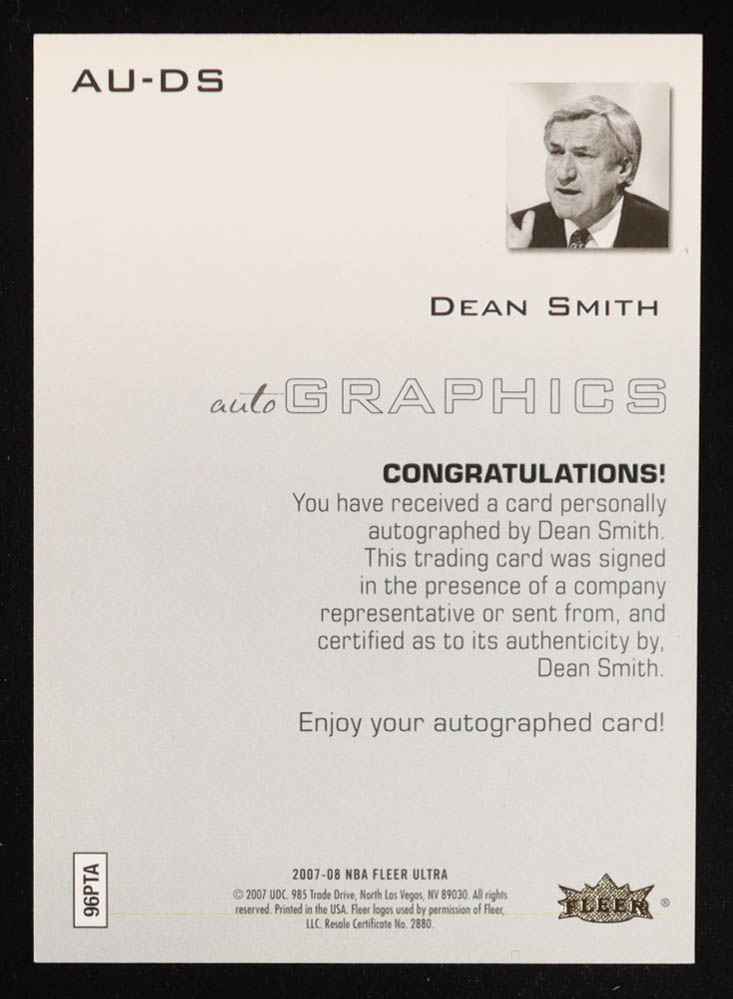 AU-DS
DEAN SMITH
autoGRAPHICS
CONGRATULATIONS!
You have received a card personally
autographed by Dean Smith.
This trading card was signed
in the presence of a company
representative or sent from, and
certified as to its authenticity by,
Dean Smith.
Enjoy your autographed card!
96PTA
2007-08 NBA FLEER ULTRA
© 2007 UDC. 985 Trade Drive, North Las Vegas, NV 89030. All rights
reserved. Printed in the USA. Fleer logos used by permission of Fleer,
LLC. Resale Certificate No. 2880.
FLEER ®